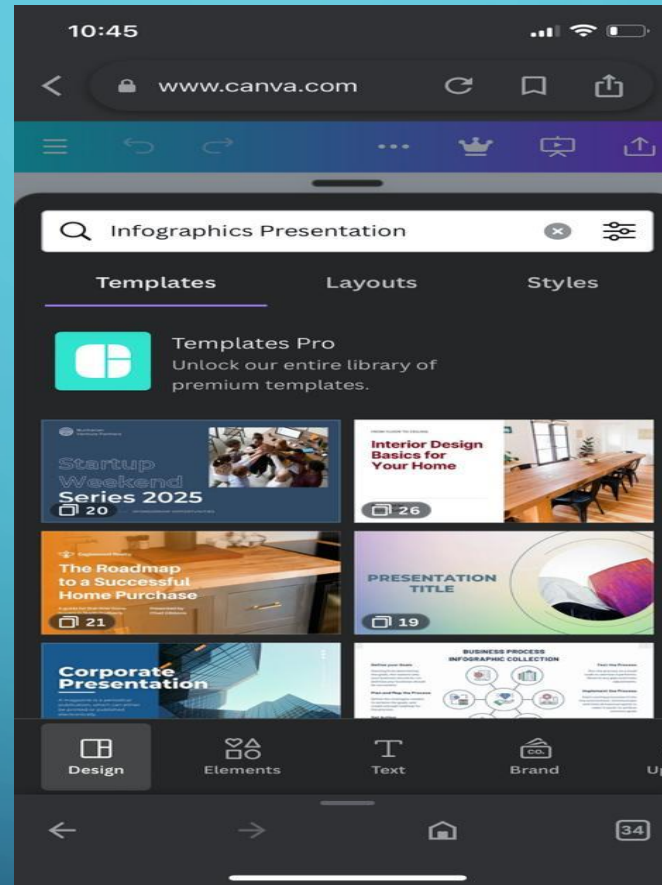 10:45
www.canva.com
Infographics Presentation
Templates
Layouts
Styles
Templates Pro
Unlock our entire library of
premium templates.
Startup
Weekend
Series 2025
20
Interior Design
Basics for
Your Home
26
The Roadmap
to a Successful
Home Purchase
21
PRESENTATION
TITLE
19
Corporate
Presentation
BUSINESS PROCESS
INFOGRAPHIC COLLECTION
Design
Elements
Text
CO.
Brand
Up
34